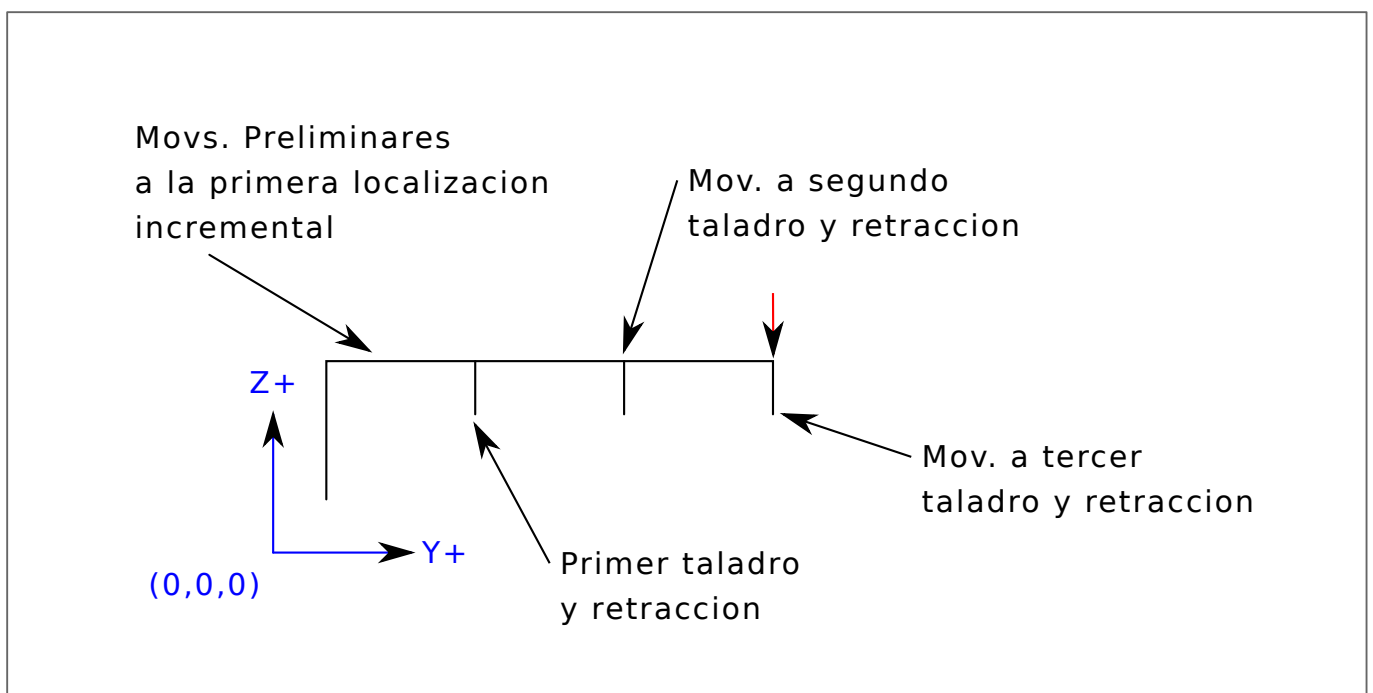 Movs. Preliminares
a la primera localizacion
incremental
Mov. a segundo
taladro y retraccion
Z+
Mov. a tercer
taladro y retraccion
Y+
(0,0,0)
Primer taladro
y retraccion